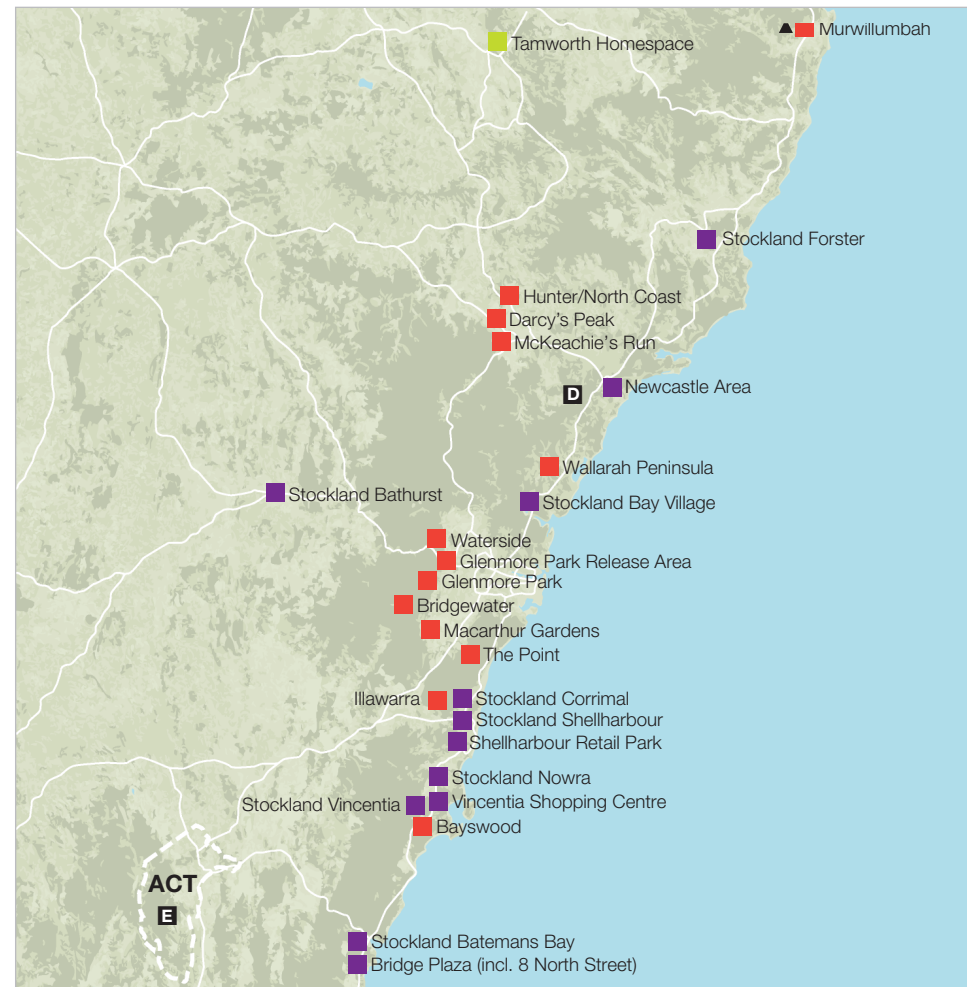 Tamworth Homespace
Murwillumbah
Stockland Forster
Hunter/North Coast
Darcy's Peak
McKeachie's Run
Newcastle Area
D
Wallarah Peninsula
Stockland Bathurst
Stockland Bay Village
Waterside
Glenmore Park Release Area
Glenmore Park
Bridgewater
Macarthur Gardens
The Point
Illawarra
Stockland Corrimal
Stockland Shellharbour
Shellharbour Retail Park
Stockland Nowra
Stockland Vincentia
Vincentia Shopping Centre
Bayswood
ACT
E
Stockland Batemans Bay
Bridge Plaza (incl. 8 North Street)